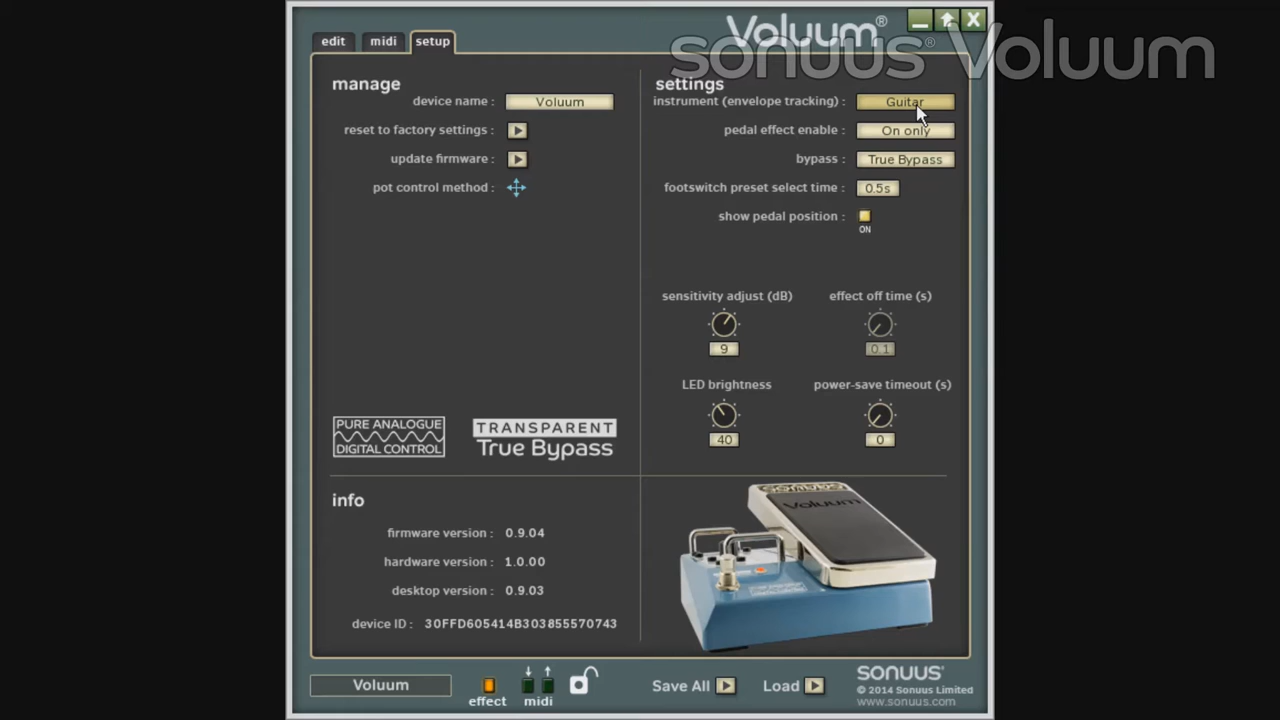 Voluum®
sonuus® Voluum
edit
midi
setup
manage
device name :
Voluum
reset to factory settings :
update firmware :
pot control method :
settings
instrument (envelope tracking) :
Guitar
pedal effect enable :
On only
bypass :
True Bypass
footswitch preset select time :
0.5s
show pedal position :
ON
sensitivity adjust (dB)
9
effect off time (s)
0.1
LED brightness
40
power-save timeout (s)
0
PURE ANALOGUE
DIGITAL CONTROL
TRANSPARENT
True Bypass
info
firmware version :
0.9.04
hardware version :
1.0.00
desktop version :
0.9.03
device ID :
30FFD605414B303855570743
SONUUS
Voluum
Voluum
effect
midi
Save All
Load
sonuus®
© 2014 Sonuus Limited
www.sonuus.com